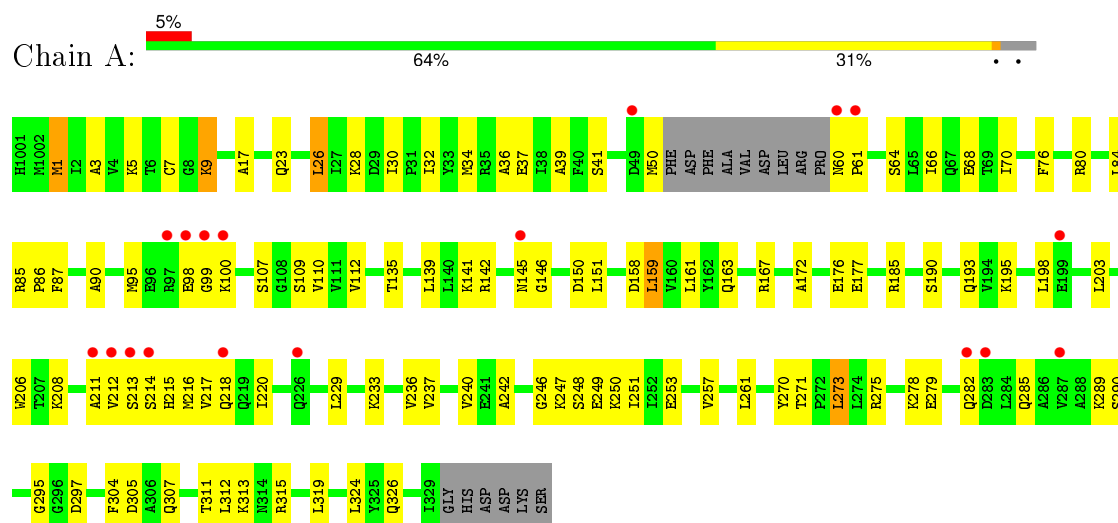 5%
Chain A:
64% 31% • •
H1001 M1002 M1 I2 A3 V4 K5 T6 C7 G8 K9 A17 Q23 L26 I27 K28 D29 I30 P31 I32 Y33 M34 R35 A36 E37 I38 A39 F40 S41 D49 M50 PHE ASP PHE ALA VAL ASP LEU ARG PRO N60 P61 S64 L65 I66 Q67 E68 T69 I70 F76 R80 L84
R85 P86 F87 A90 M95 R96 R97 E98 G99 K100 S107 G108 S109 V110 V111 V112 T135 L139 L140 K141 R142 N145 G146 D150 L151 D158 L159 V160 L161 Y162 Q163 R167 A172 E176 E177 R185 S190 Q193 V194 K195 L198 E199 L203
W206 T207 K208 A211 V212 S213 S214 H215 M216 V217 Q218 Q219 I220 Q226 L229 K233 V236 V237 V240 E241 A242 G246 K247 S248 E249 K250 I251 I252 E253 V257 L261 Y270 I271 P272 L273 L274 R275 K278 E279 Q282 D283 L284 Q285 A286 V287 A288 K289 S290
G295 G296 D297 F304 D305 A306 Q307 T311 L312 K313 N314 R315 L319 L324 Y325 Q326 I329 GLY HIS ASP ASP LYS SER